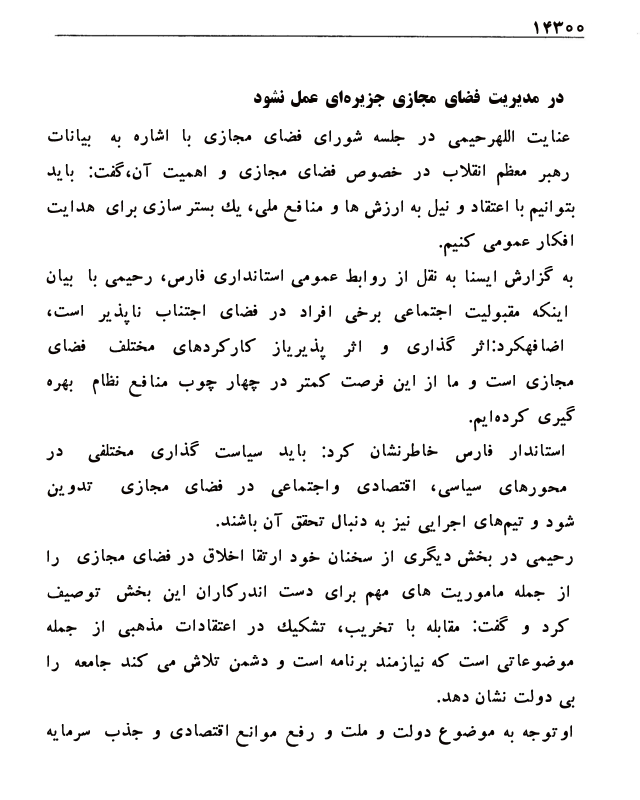 ۱۴۳۰۰
در مدیریت فضای مجازی جزیره‌ای عمل نشود
عنایت اللهرحیمی در جلسه شورای فضای مجازی با اشاره به بیانات
رهبر معظم انقلاب در خصوص فضای مجازی و اهمیت آن،گفت: باید
بتوانیم با اعتقاد و نیل به ارزش ها و منافع ملی، یك بستر سازی برای هدایت
افکار عمومی کنیم.
به گزارش ایسنا به نقل از روابط عمومی استانداری فارس، رحیمی با بیان
اینکه مقبولیت اجتماعی برخی افراد در فضای اجتناب ناپذیر است،
اضافهکرد:اثر گذاری و اثر پذیریاز کارکردهای مختلف فضای
مجازی است و ما از این فرصت کمتر در چهار چوب منافع نظام بهره
گیری کرده‌ایم.
استاندار فارس خاطرنشان کرد: باید سیاست گذاری مختلفی در
محورهای سیاسی، اقتصادی واجتماعی در فضای مجازی تدوین
شود و تیم‌های اجرایی نیز به دنبال تحقق آن باشند.
رحیمی در بخش دیگری از سخنان خود ارتقا اخلاق در فضای مجازی را
از جمله ماموریت های مهم برای دست اندرکاران این بخش توصیف
کرد و گفت: مقابله با تخریب، تشکیك در اعتقادات مذهبی از جمله
موضوعاتی است که نیازمند برنامه است و دشمن تلاش می کند جامعه را
بی دولت نشان دهد.
اوتوجه به موضوع دولت و ملت و رفع موانع اقتصادی و جذب سرمایه